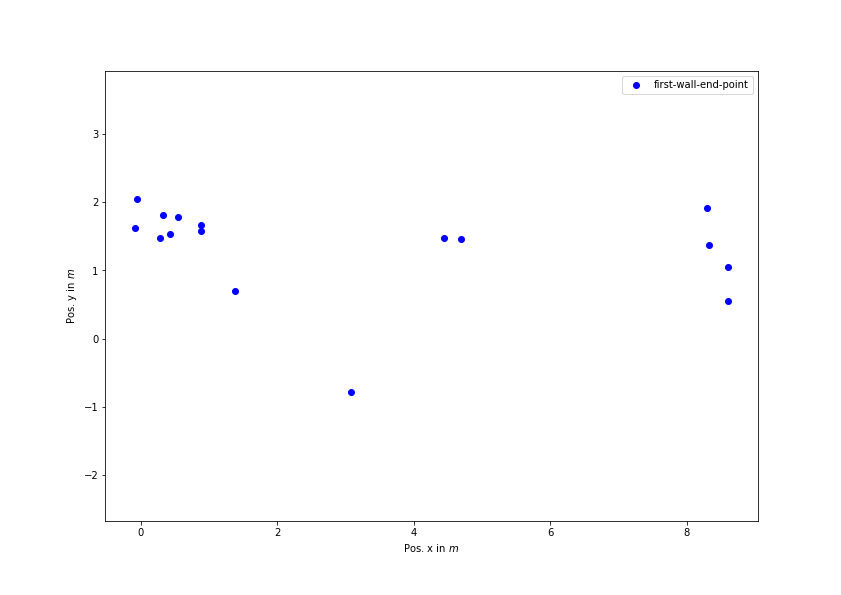 first-wall-end-point
3
2
1
0
−1
−2
Pos. y in m
0 2 4 6 8
Pos. x in m